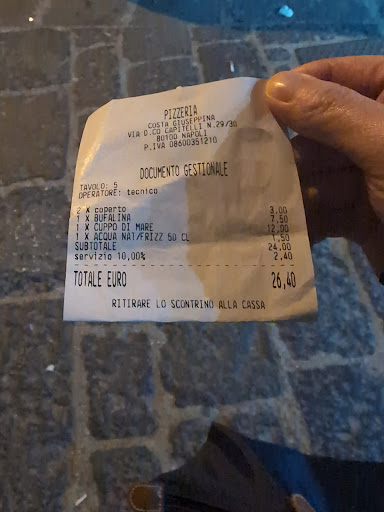 PIZZERIA
COSTA GIUSEPPINA
VIA D.CO CAPITELLI N.29/30
80100 NAPOLI
P.IVA 08600351210
DOCUMENTO GESTIONALE
TAVOLO: 5
OPERATORE: tecnico
2 X coperto 3,00
1 X BUFALINA 7,50
1 X CUPPO DI MARE 12,00
1 X ACQUA NAT/FRIZZ 50 CL 1,50
SUBTOTALE 24,00
servizio 10,00% 2,40
TOTALE EURO 26,40
RITIRARE LO SCONTRINO ALLA CASSA